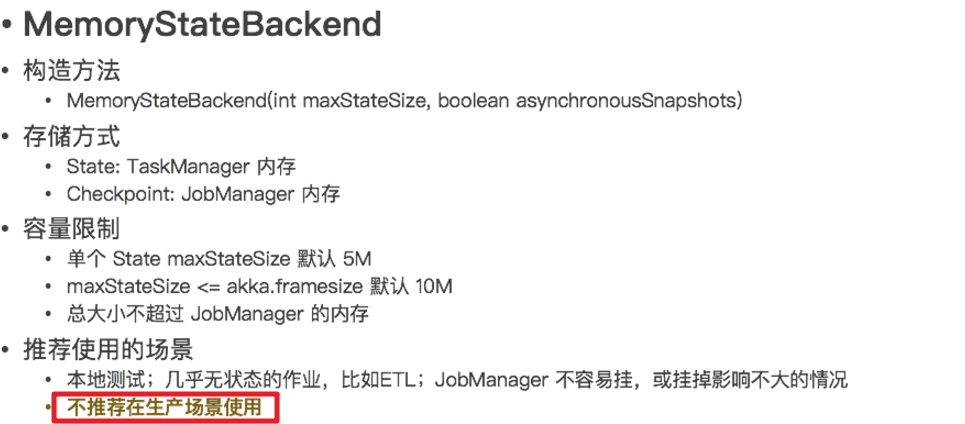 • MemoryStateBackend
• 构造方法
• MemoryStateBackend(int maxStateSize, boolean asynchronousSnapshots)
• 存储方式
• State: TaskManager 内存
• Checkpoint: JobManager 内存
• 容量限制
• 单个 State maxStateSize 默认 5M
• maxStateSize <= akka.framesize 默认 10M
• 总大小不超过 JobManager 的内存
• 推荐使用的场景
• 本地测试；几乎无状态的作业，比如ETL；JobManager 不容易挂，或挂掉影响不大的情况
• 不推荐在生产场景使用